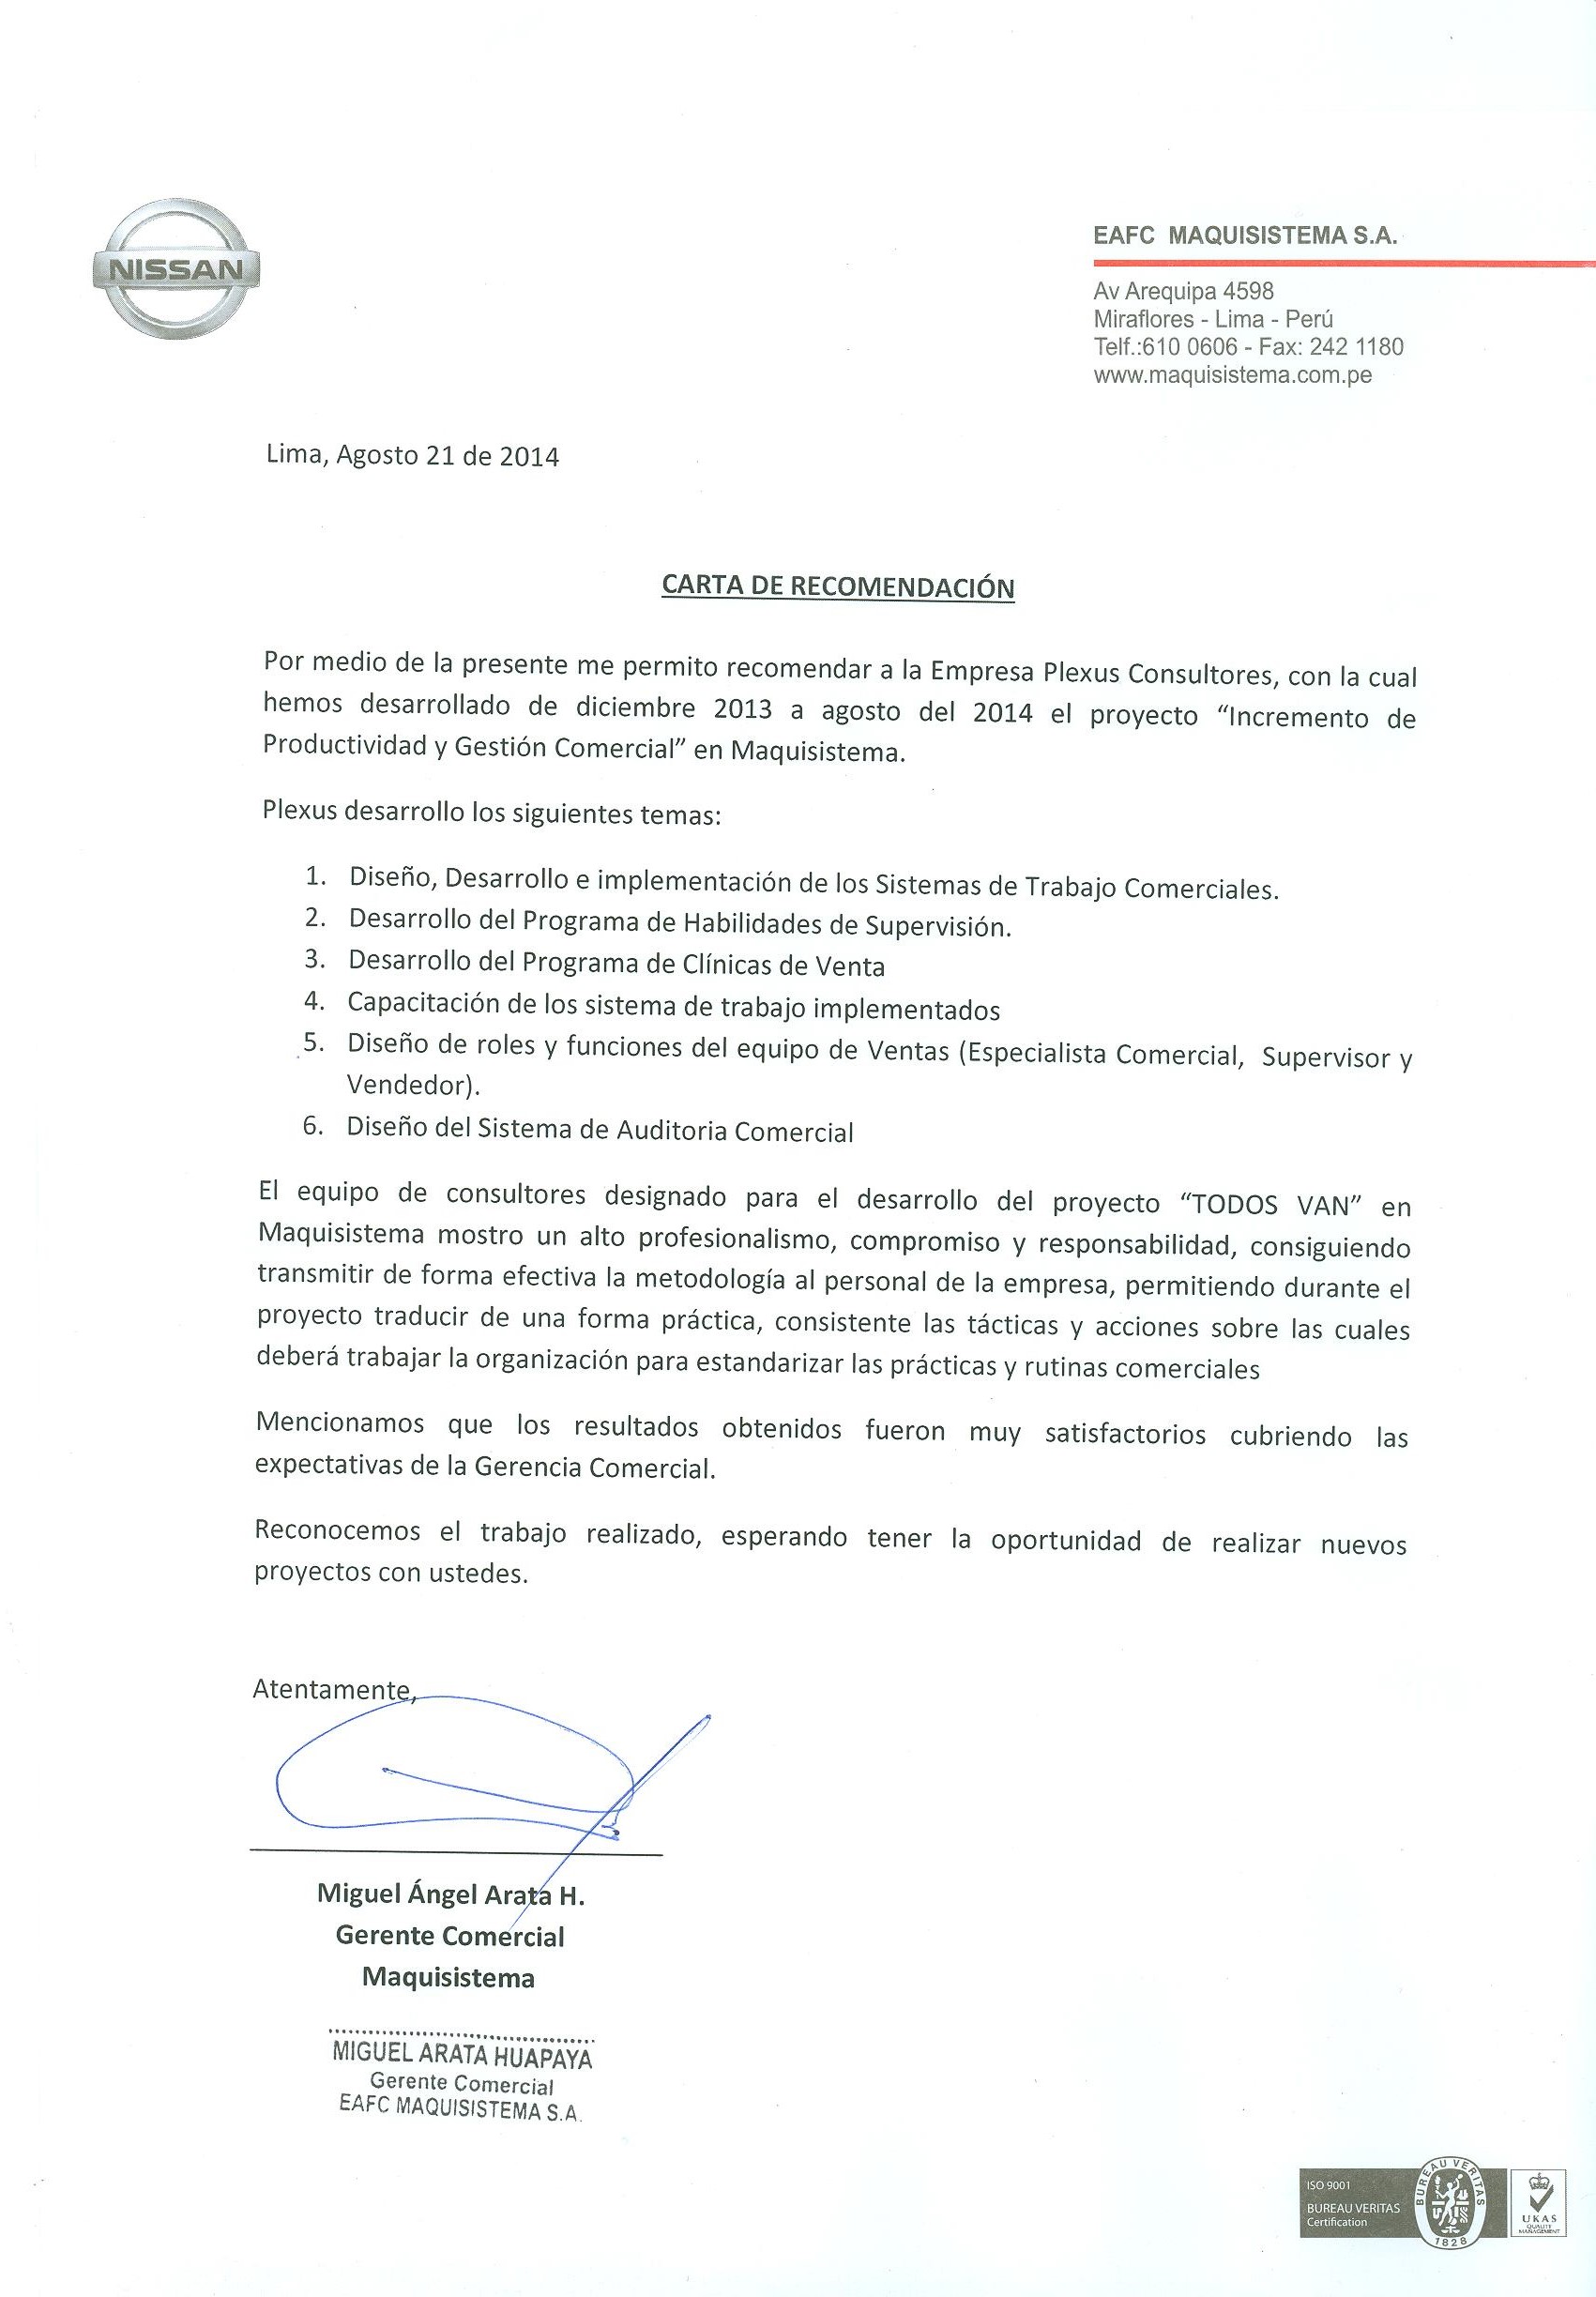 NISSAN
EAFC MAQUISISTEMA S.A.
Av Arequipa 4598
Miraflores - Lima - Perú
Telf.:610 0606 - Fax: 242 1180
www.maquisistema.com.pe
Lima, Agosto 21 de 2014
CARTA DE RECOMENDACIÓN
Por medio de la presente me permito recomendar a la Empresa Plexus Consultores, con la cual
hemos desarrollado de diciembre 2013 a agosto del 2014 el proyecto “Incremento de
Productividad y Gestión Comercial” en Maquisistema.
Plexus desarrollo los siguientes temas:
1. Diseño, Desarrollo e implementación de los Sistemas de Trabajo Comerciales.
2. Desarrollo del Programa de Habilidades de Supervisión.
3. Desarrollo del Programa de Clínicas de Venta
4. Capacitación de los sistema de trabajo implementados
5. Diseño de roles y funciones del equipo de Ventas (Especialista Comercial, Supervisor y
Vendedor).
6. Diseño del Sistema de Auditoria Comercial
El equipo de consultores designado para el desarrollo del proyecto “TODOS VAN” en
Maquisistema mostro un alto profesionalismo, compromiso y responsabilidad, consiguiendo
transmitir de forma efectiva la metodología al personal de la empresa, permitiendo durante el
proyecto traducir de una forma práctica, consistente las tácticas y acciones sobre las cuales
deberá trabajar la organización para estandarizar las prácticas y rutinas comerciales
Mencionamos que los resultados obtenidos fueron muy satisfactorios cubriendo las
expectativas de la Gerencia Comercial.
Reconocemos el trabajo realizado, esperando tener la oportunidad de realizar nuevos
proyectos con ustedes.
Atentamente,
Miguel Ángel Arata H.
Gerente Comercial
Maquisistema
MIGUEL ARATA HUAPAYA
Gerente Comercial
EAFC MAQUISISTEMA S.A.
ISO 9001
BUREAU VERITAS
Certification
BUREAU VERITAS
1828
UKAS
QUALITY
MANAGEMENT